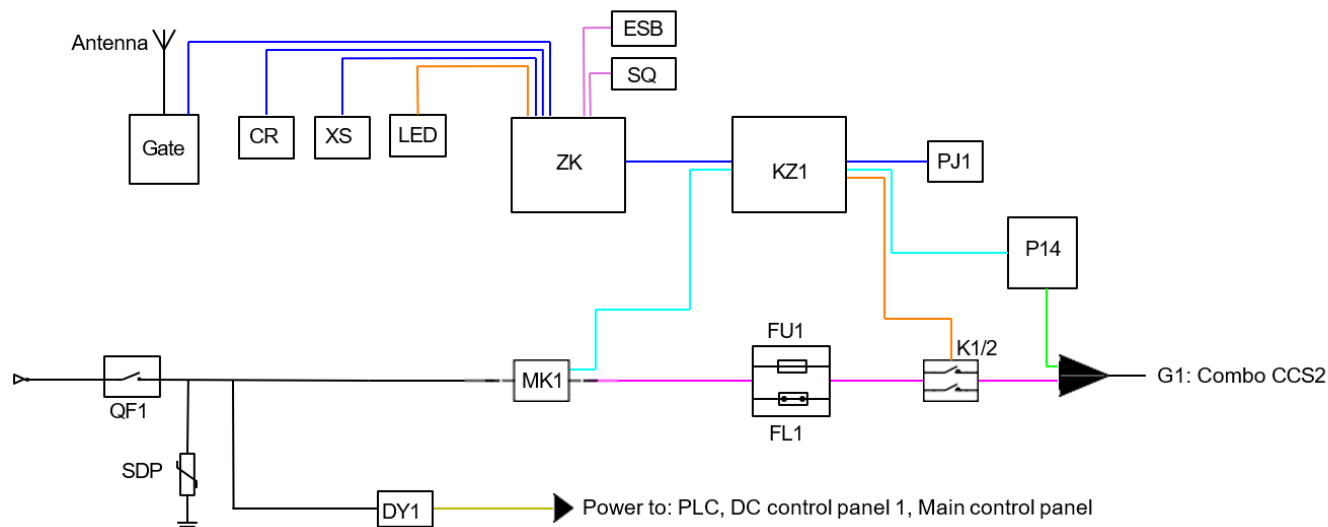 ESB
Antenna
SQ
Gate
CR
XS
LED
ZK
KZ1
PJ1
P14
FU1
K1/2
MK1
G1: Combo CCS2
QF1
FL1
SDP
DY1
Power to: PLC, DC control panel 1, Main control panel